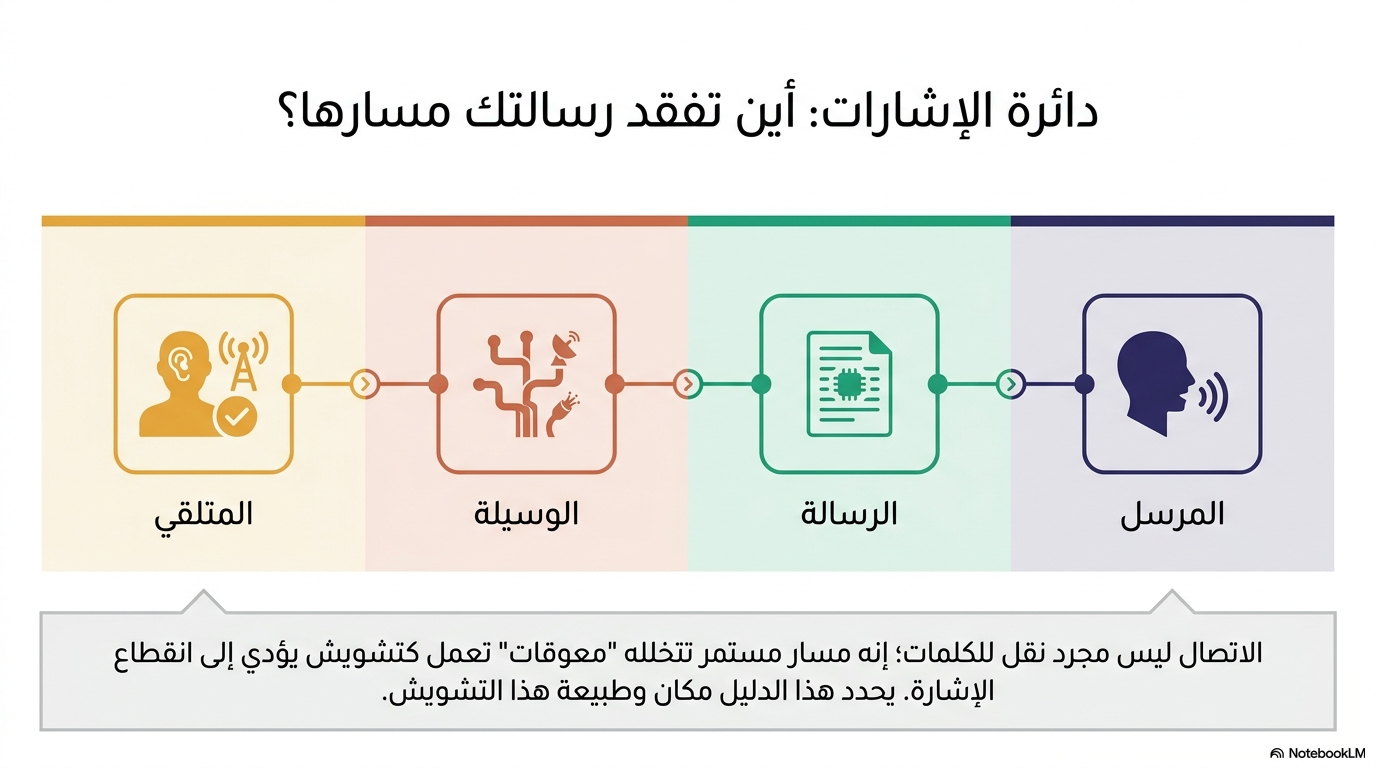 دائرة الإشارات: أين تفقد رسالتك مسارها؟
المرسل
الرسالة
الوسيلة
المتلقي
الاتصال ليس مجرد نقل للكلمات؛ إنه مسار مستمر تتخلله "معوقات" تعمل كتشويش يؤدي إلى انقطاع
الإشارة. يحدد هذا الدليل مكان وطبيعة هذا التشويش.
NotebookLM